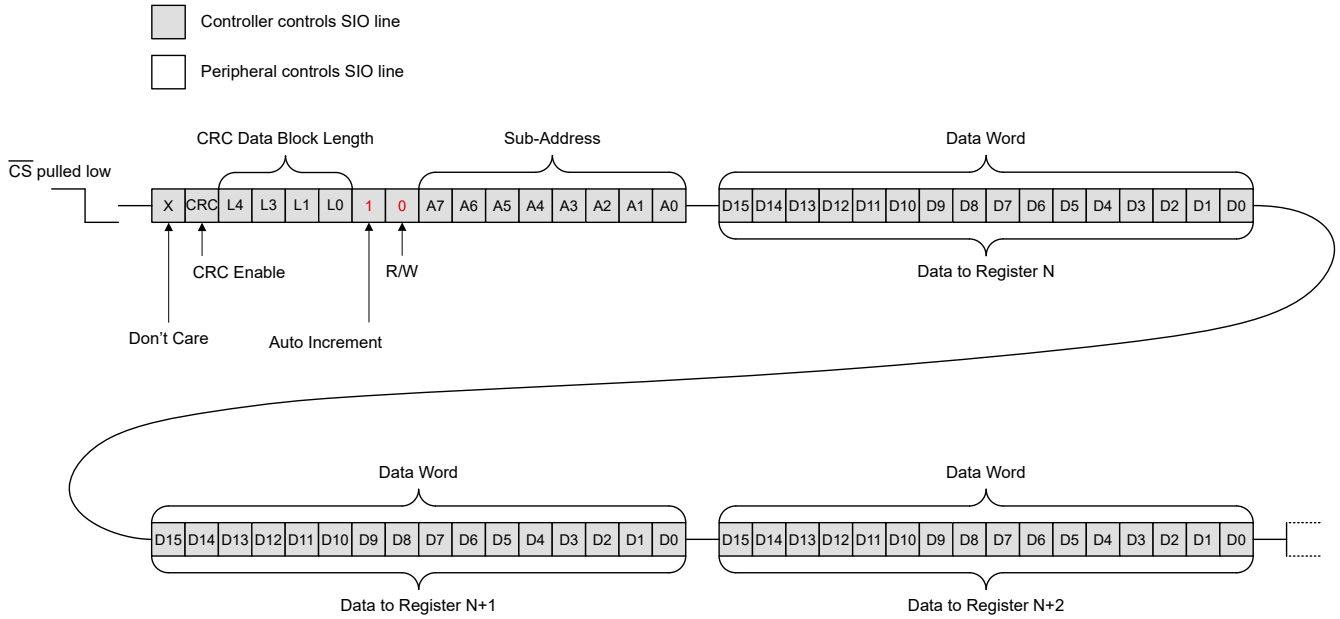 Controller controls SIO line
Peripheral controls SIO line
CRC Data Block Length
Sub-Address
Data Word
CS pulled low
X CRC L4 L3 L1 L0 1 0 A7 A6 A5 A4 A3 A2 A1 A0 D15 D14 D13 D12 D11 D10 D9 D8 D7 D6 D5 D4 D3 D2 D1 D0
CRC Enable
R/W
Data to Register N
Don't Care
Auto Increment
Data Word
Data Word
D15 D14 D13 D12 D11 D10 D9 D8 D7 D6 D5 D4 D3 D2 D1 D0 D15 D14 D13 D12 D11 D10 D9 D8 D7 D6 D5 D4 D3 D2 D1 D0
Data to Register N+1
Data to Register N+2